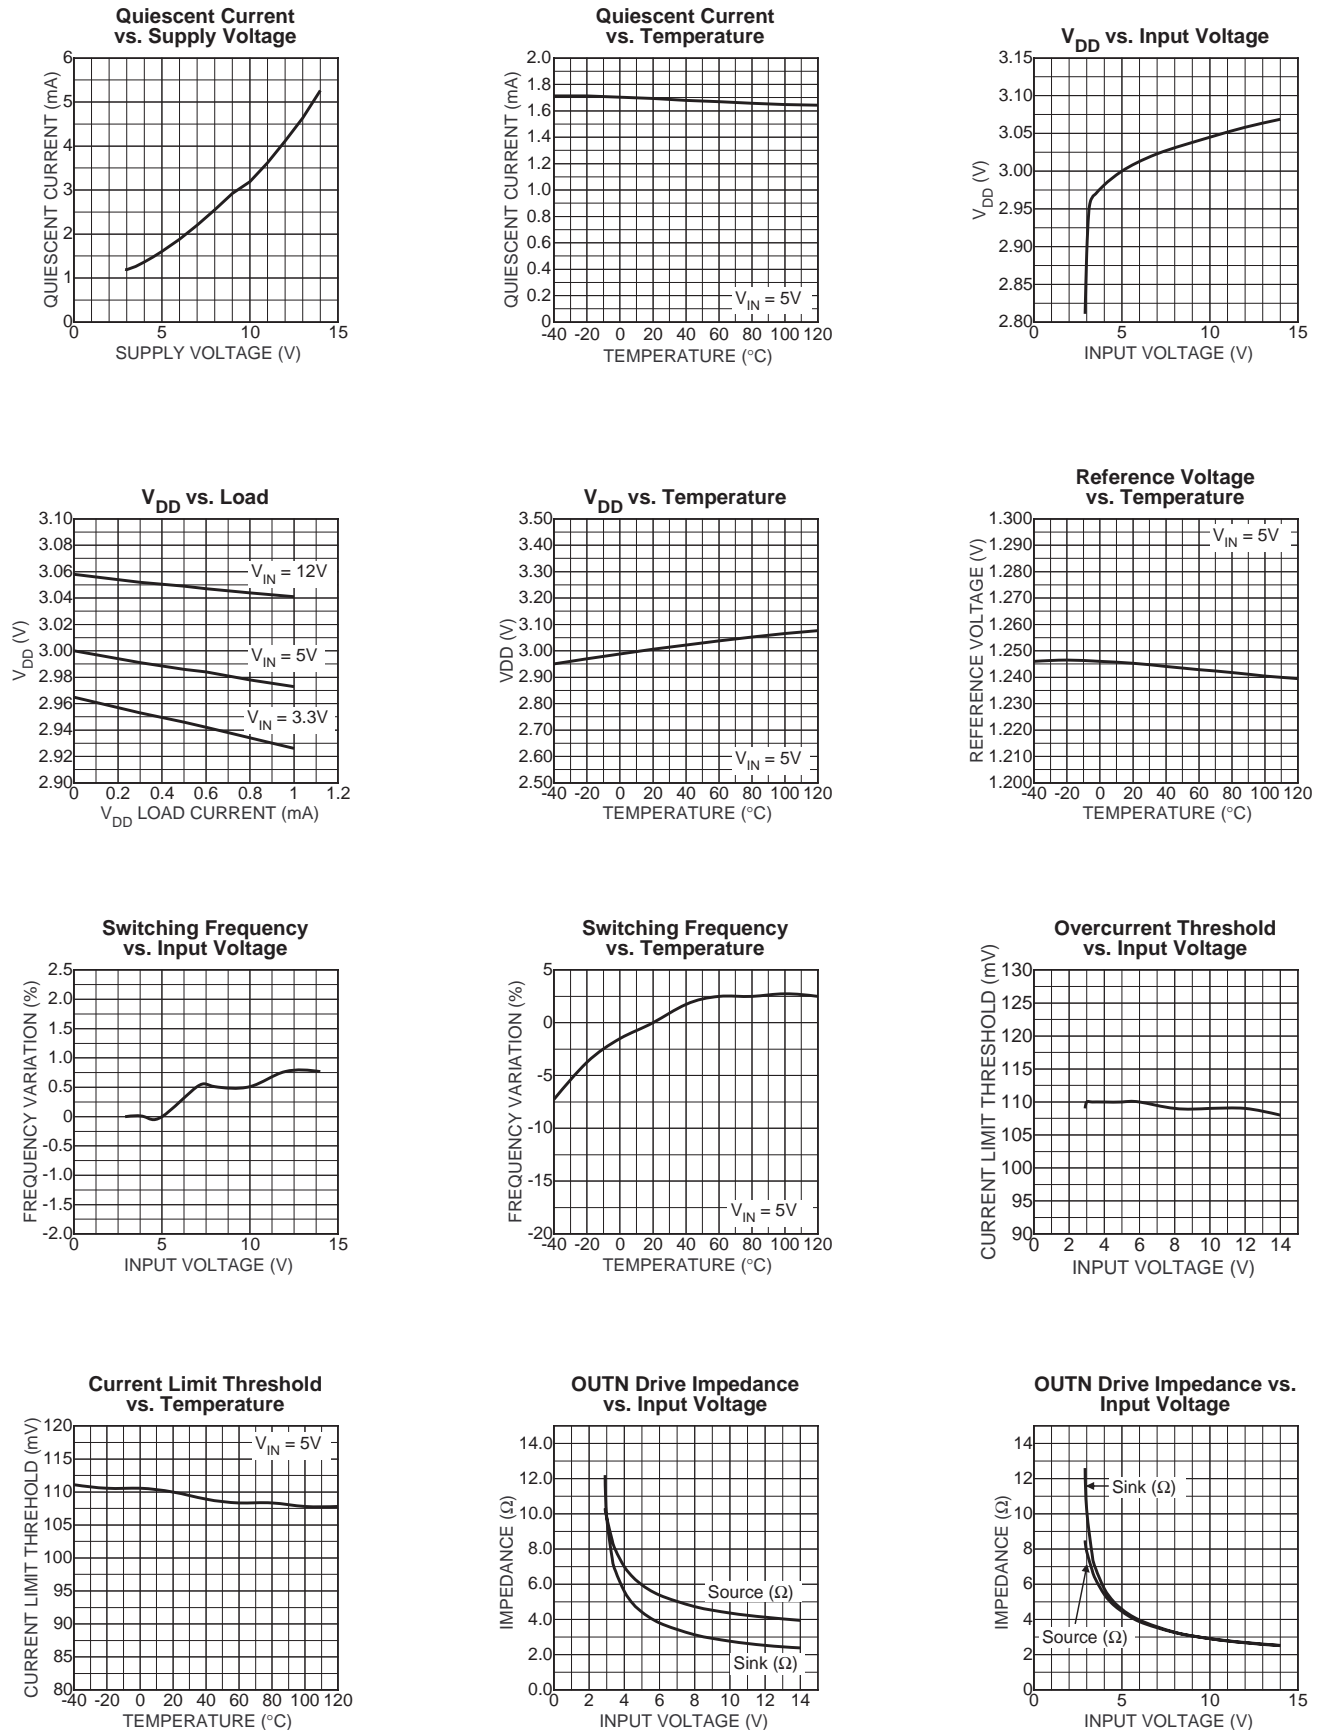 Quiescent Current
vs. Supply Voltage
6
5
4
3
2
1
0
QUIESCENT CURRENT (mA)
0 5 10 15
SUPPLY VOLTAGE (V)
Quiescent Current
vs. Temperature
2.0
1.8
1.6
1.4
1.2
1.0
0.8
0.6
0.4
0.2
0
QUIESCENT CURRENT (mA)
VIN = 5V
-40 -20 0 20 40 60 80 100 120
TEMPERATURE (°C)
VDD vs. Input Voltage
3.15
3.10
3.05
3.00
2.95
2.90
2.85
2.80
VDD (V)
0 5 10 15
INPUT VOLTAGE (V)
VDD vs. Load
3.10
3.08
3.06
3.04
3.02
3.00
2.98
2.96
2.94
2.92
2.90
VDD (V)
VIN = 12V
VIN = 5V
VIN = 3.3V
0 0.2 0.4 0.6 0.8 1 1.2
VDD LOAD CURRENT (mA)
VDD vs. Temperature
3.50
3.40
3.30
3.20
3.10
3.00
2.90
2.80
2.70
2.60
2.50
VDD (V)
VIN = 5V
-40 -20 0 20 40 60 80 100 120
TEMPERATURE (°C)
Reference Voltage
vs. Temperature
1.300
1.290
1.280
1.270
1.260
1.250
1.240
1.230
1.220
1.210
1.200
REFERENCE VOLTAGE (V)
VIN = 5V
-40 -20 0 20 40 60 80 100 120
TEMPERATURE (°C)
Switching Frequency
vs. Input Voltage
2.5
2.0
1.5
1.0
0.5
0
-0.5
-1.0
-1.5
-2.0
FREQUENCY VARIATION (%)
0 5 10 15
INPUT VOLTAGE (V)
Switching Frequency
vs. Temperature
5
0
-5
-10
-15
-20
FREQUENCY VARIATION (%)
VIN = 5V
-40 -20 0 20 40 60 80 100 120
TEMPERATURE (°C)
Overcurrent Threshold
vs. Input Voltage
130
125
120
115
110
105
100
95
90
CURRENT LIMIT THRESHOLD (mV)
0 2 4 6 8 10 12 14
INPUT VOLTAGE (V)
Current Limit Threshold
vs. Temperature
120
115
110
105
100
95
90
85
80
CURRENT LIMIT THREHOLD (mV)
VIN = 5V
-40 -20 0 20 40 60 80 100 120
TEMPERATURE (°C)
OUTN Drive Impedance
vs. Input Voltage
14.0
12.0
10.0
8.0
6.0
4.0
2.0
0.0
IMPEDANCE (Ω)
Source (Ω)
Sink (Ω)
0 2 4 6 8 10 12 14
INPUT VOLTAGE (V)
OUTN Drive Impedance vs.
Input Voltage
14
12
10
8
6
4
2
0
IMPEDANCE (Ω)
Sink (Ω)
Source (Ω)
0 5 10 15
INPUT VOLTAGE (V)